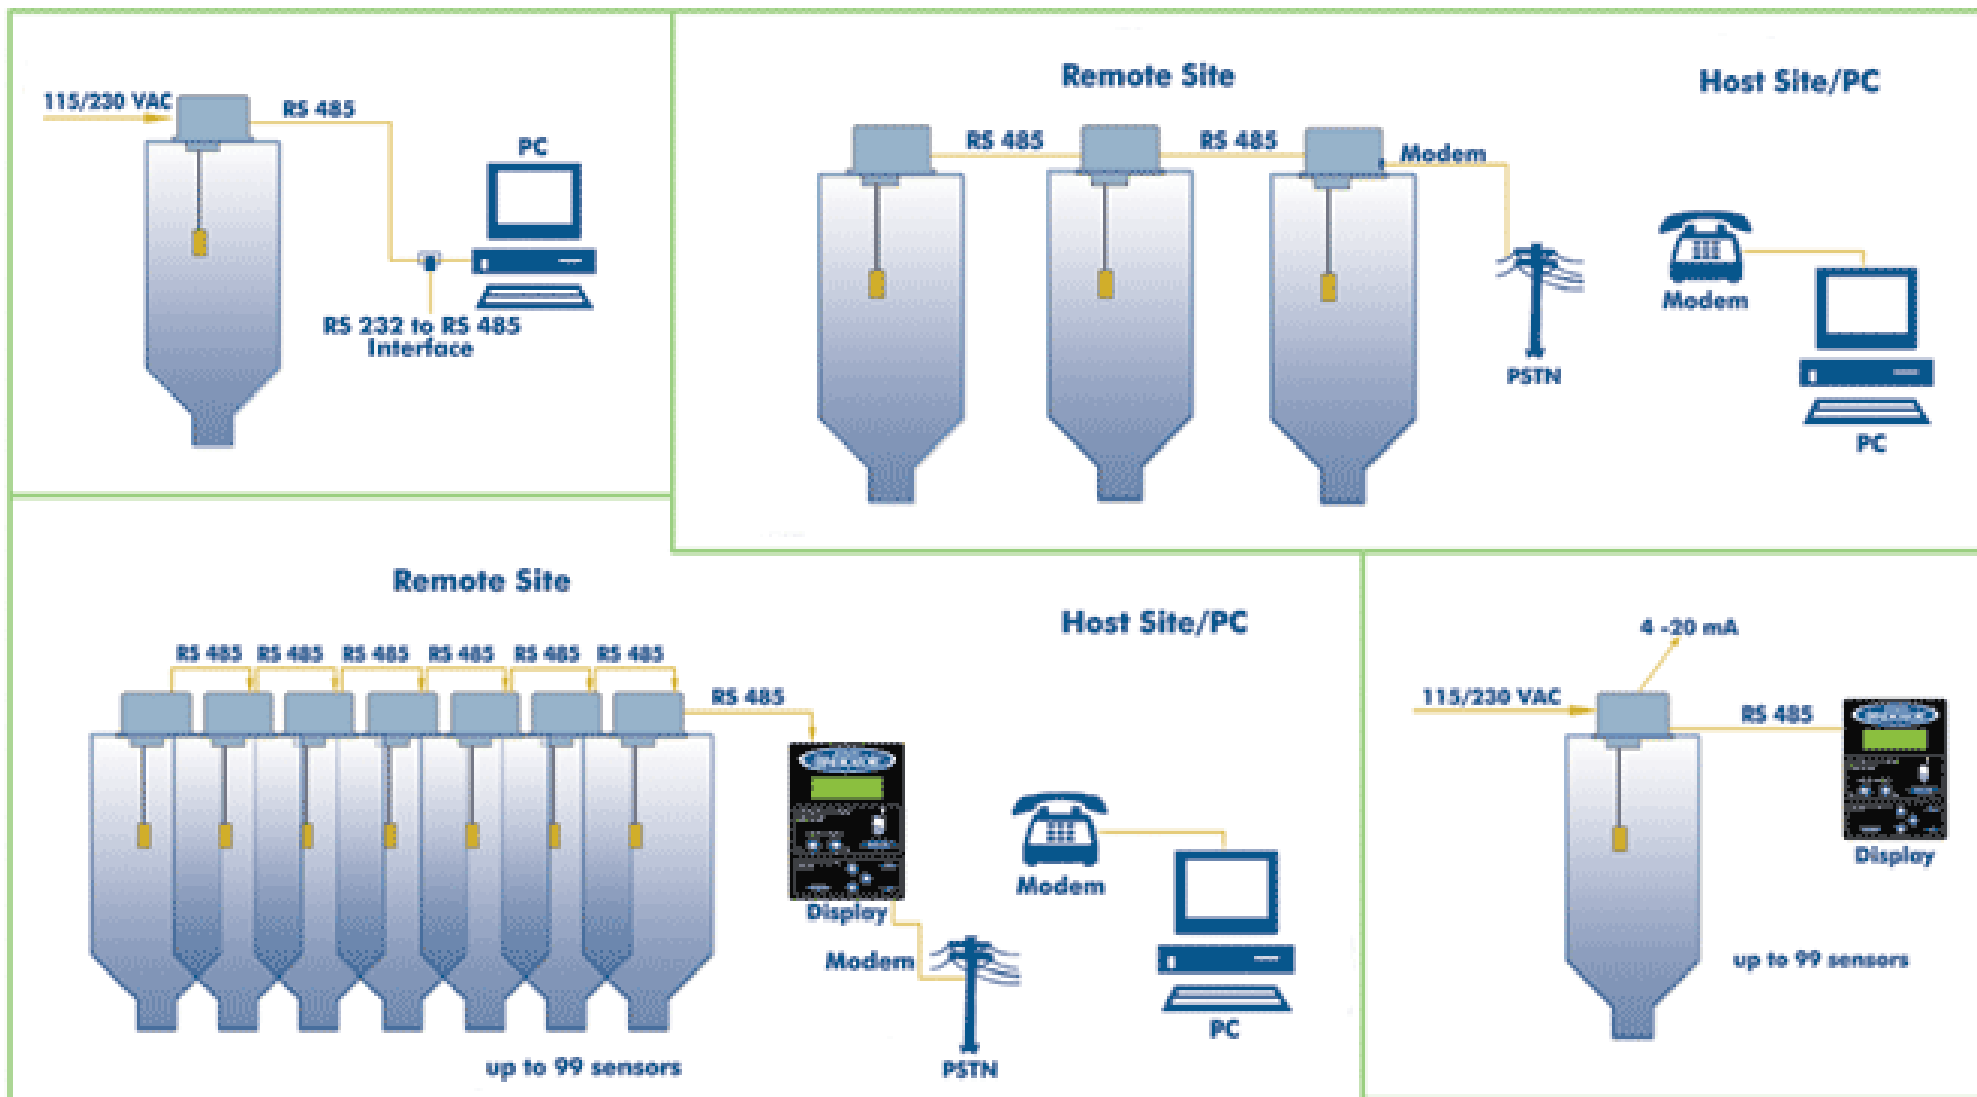 115/230 VAC
RS 485
PC
RS 232 to RS 485
Interface
Remote Site
Host Site/PC
RS 485
RS 485
Modem
Modem
PSTN
PC
Remote Site
Host Site/PC
RS 485
RS 485
RS 485
RS 485
RS 485
RS 485
RS 485
Display
Modem
Modem
PC
PSTN
up to 99 sensors
4 -20 mA
115/230 VAC
RS 485
Display
up to 99 sensors